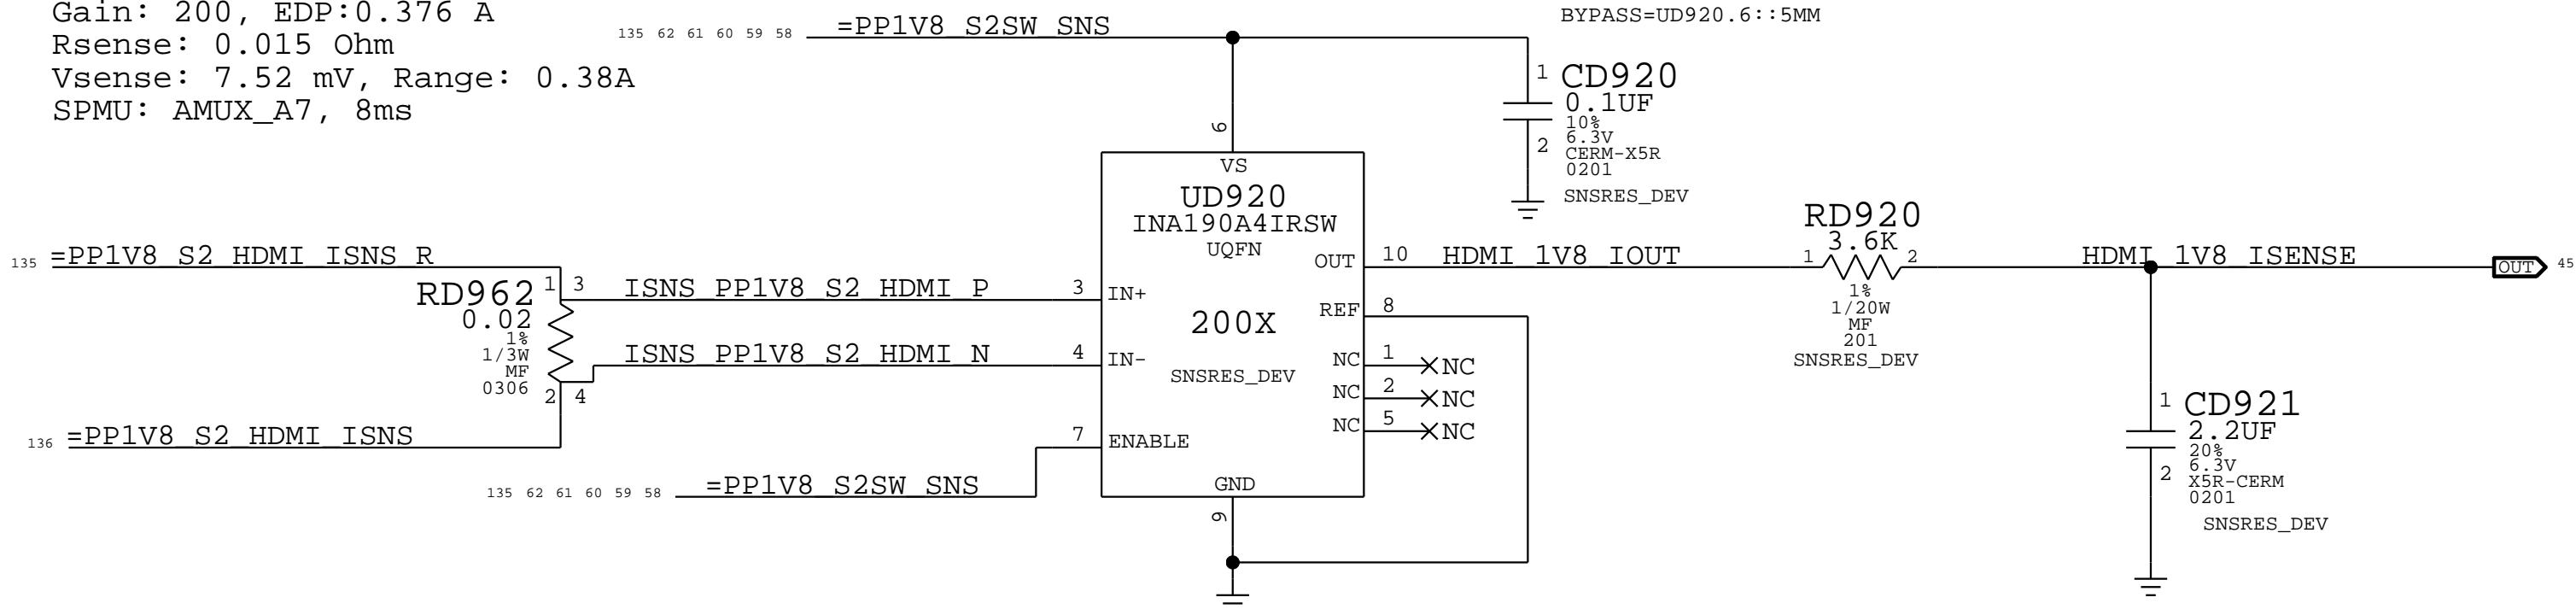 Gain: 200, EDP:0.376 A
Rsense: 0.015 Ohm
Vsense: 7.52 mV, Range: 0.38A
SPMU: AMUX_A7, 8ms
135 62 61 60 59 58 =PP1V8_S2SW_SNS
BYPASS=UD920.6::5MM
1 CD920
0.1UF
10%
6.3V
2 CERM-X5R
0201
SNSRES_DEV
6
VS
UD920
INA190A4IRSW
UQFN
200X
SNSRES_DEV
135 =PP1V8_S2_HDMI_ISNS_R
1 3
RD962
0.02
1%
1/3W
MF
0306
2 4
ISNS_PP1V8_S2_HDMI_P 3 IN+
ISNS_PP1V8_S2_HDMI_N 4 IN-
136 =PP1V8_S2_HDMI_ISNS
7 ENABLE
135 62 61 60 59 58 =PP1V8_S2SW_SNS
GND
9
OUT 10 HDMI_1V8_IOUT
REF 8
NC 1 NC
NC 2 NC
NC 5 NC
RD920
3.6K
1 2
1%
1/20W
MF
201
SNSRES_DEV
HDMI_1V8_ISENSE OUT 45
1 CD921
2.2UF
20%
6.3V
2 X5R-CERM
0201
SNSRES_DEV